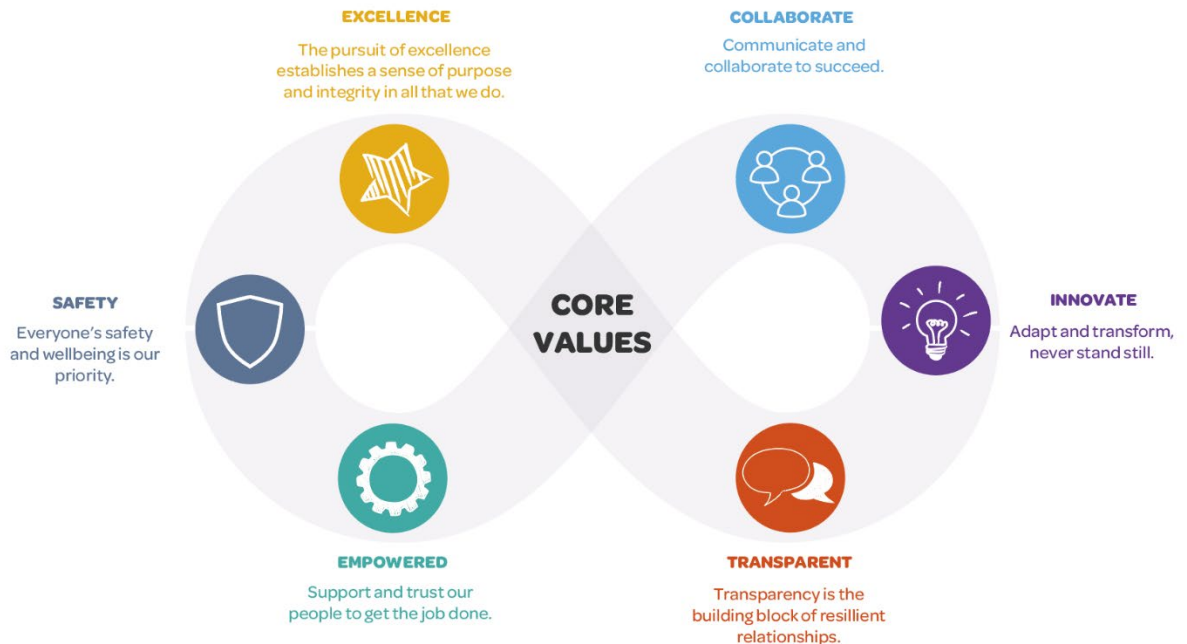 EXCELLENCE
The pursuit of excellence
establishes a sense of purpose
and integrity in all that we do.
COLLABORATE
Communicate and
collaborate to succeed.
SAFETY
Everyone’s safety
and wellbeing is our
priority.
CORE
VALUES
INNOVATE
Adapt and transform,
never stand still.
EMPOWERED
Support and trust our
people to get the job done.
TRANSPARENT
Transparency is the
building block of resillient
relationships.